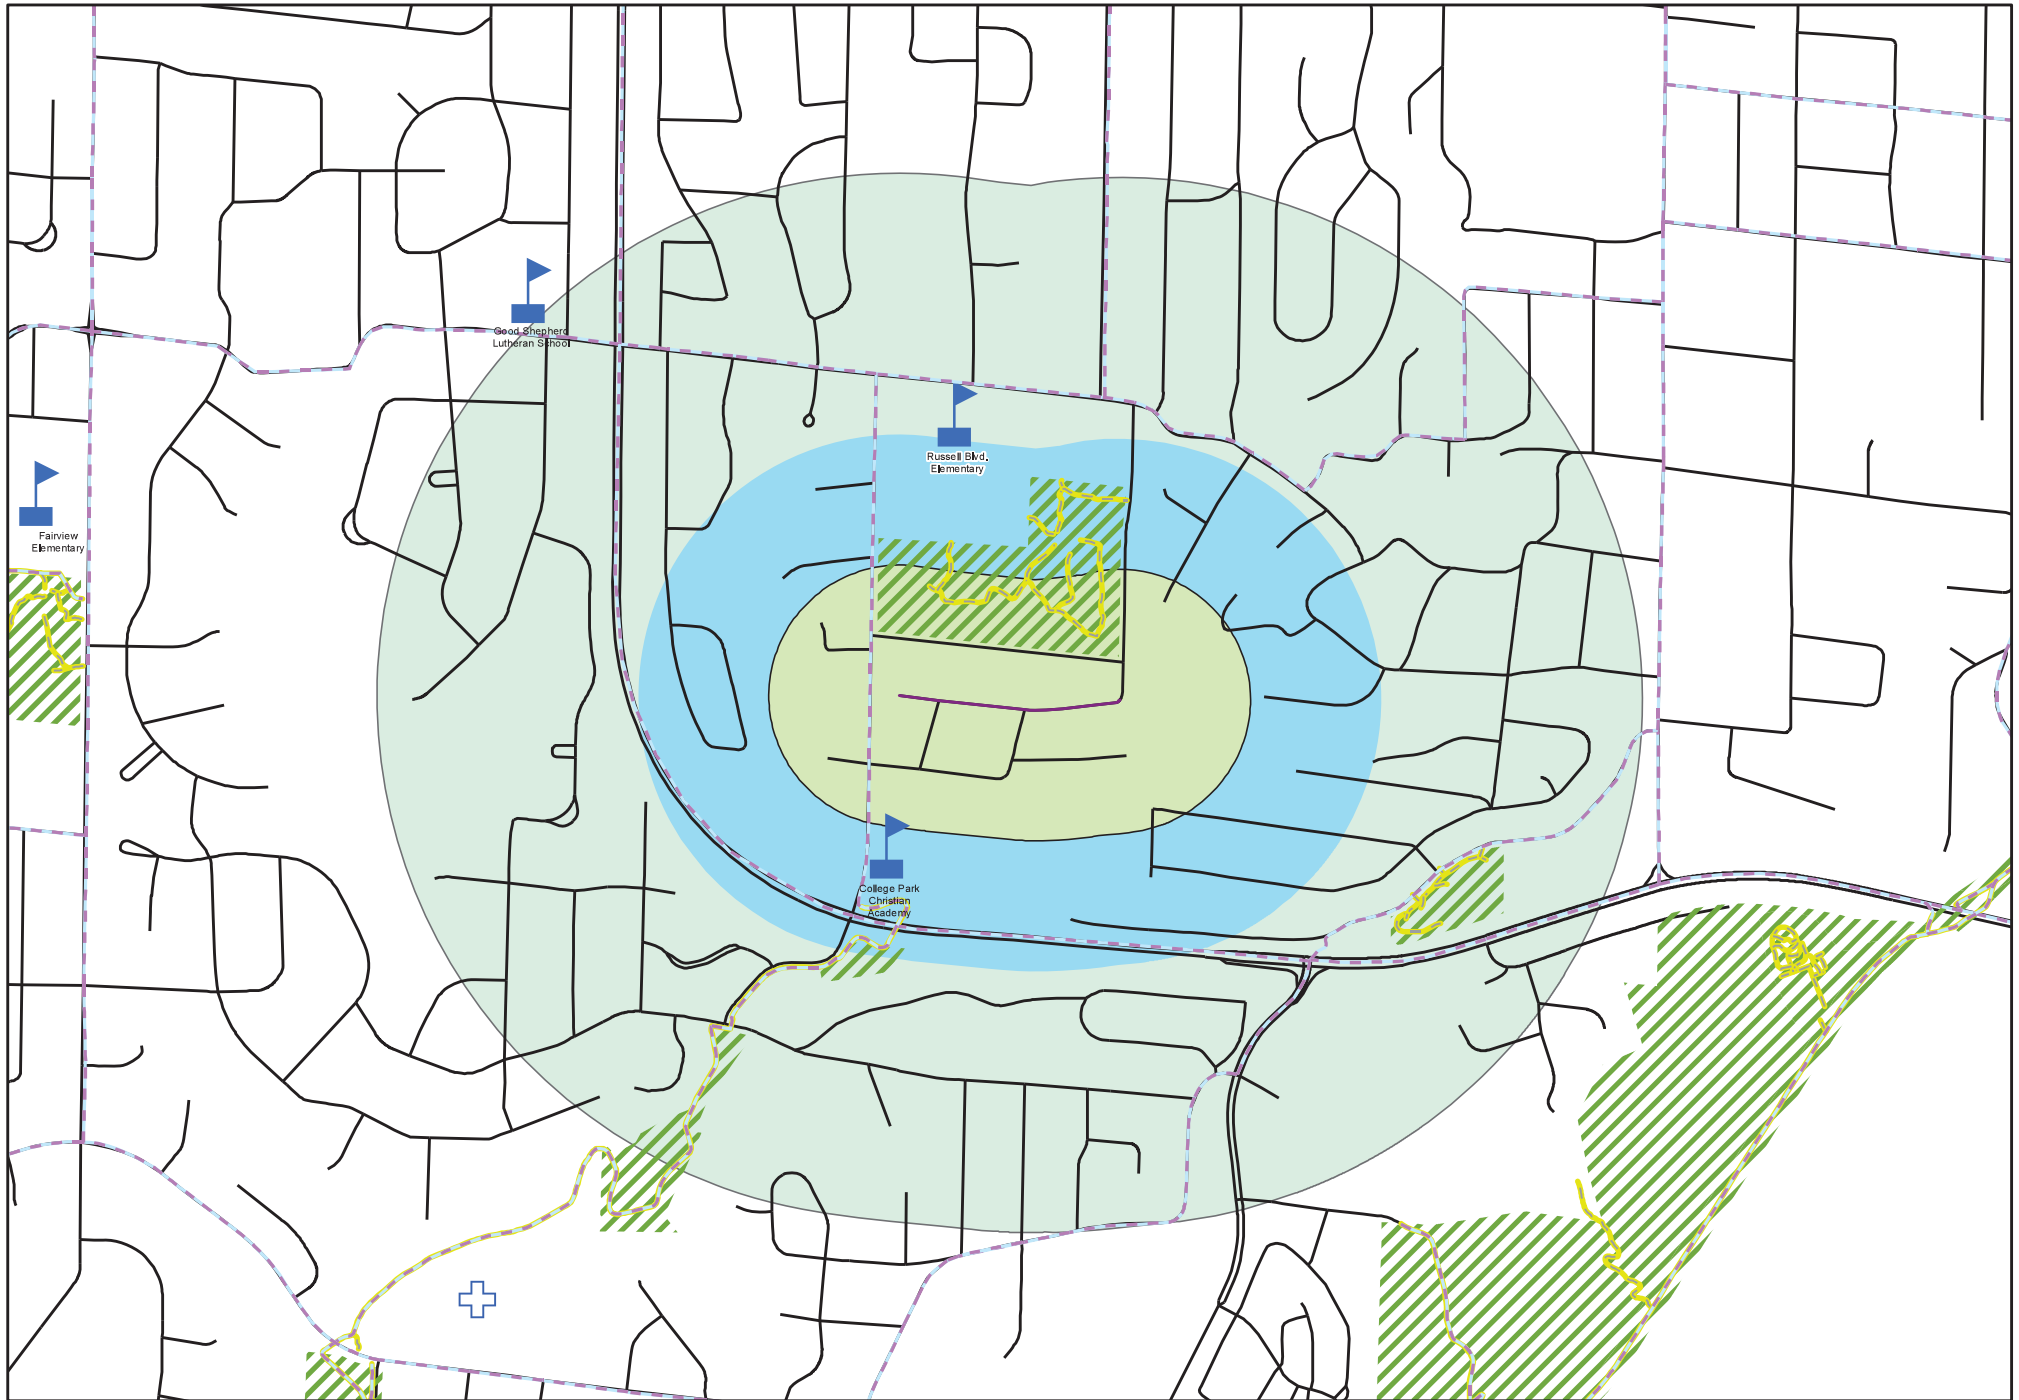 Good Shepherd
Lutheran School
Russell Blvd.
Elementary
Fairview
Elementary
College Park
Christian
Academy